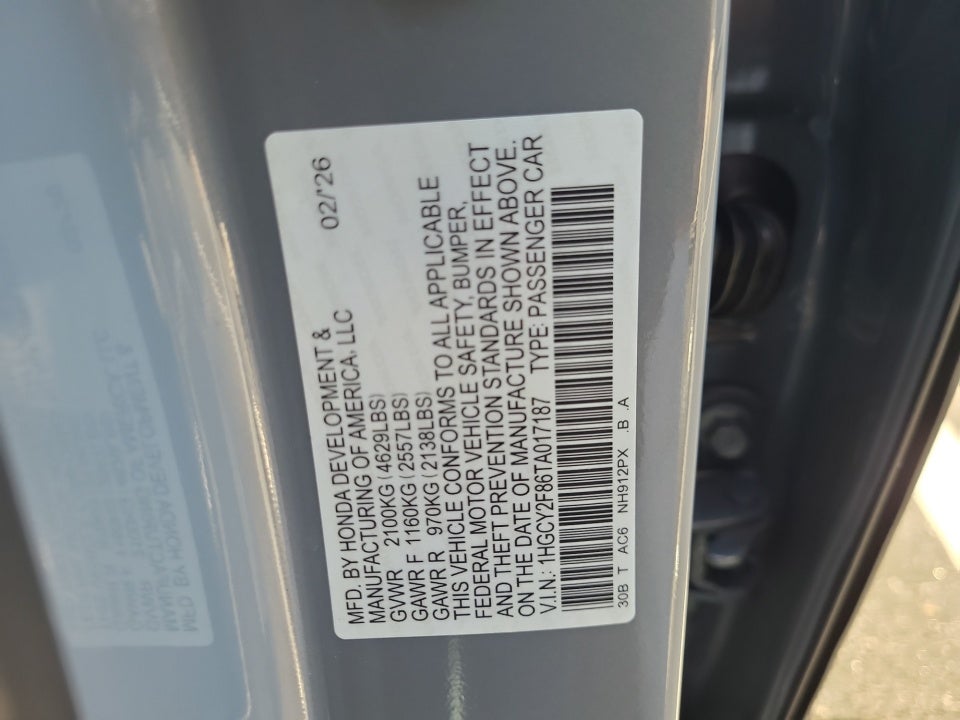 MFD. BY HONDA DEVELOPMENT & 02/'26
MANUFACTURING OF AMERICA, LLC
GVWR 2100KG (4629LBS)
GAWR F 1160KG (2557LBS)
GAWR R 970KG (2138LBS)
THIS VEHICLE CONFORMS TO ALL APPLICABLE
FEDERAL MOTOR VEHICLE SAFETY, BUMPER,
AND THEFT PREVENTION STANDARDS IN EFFECT
ON THE DATE OF MANUFACTURE SHOWN ABOVE.
V.I.N.: 1HGCY2F86TA017187 TYPE: PASSENGER CAR
30B T AC6 NH912PX .B .A